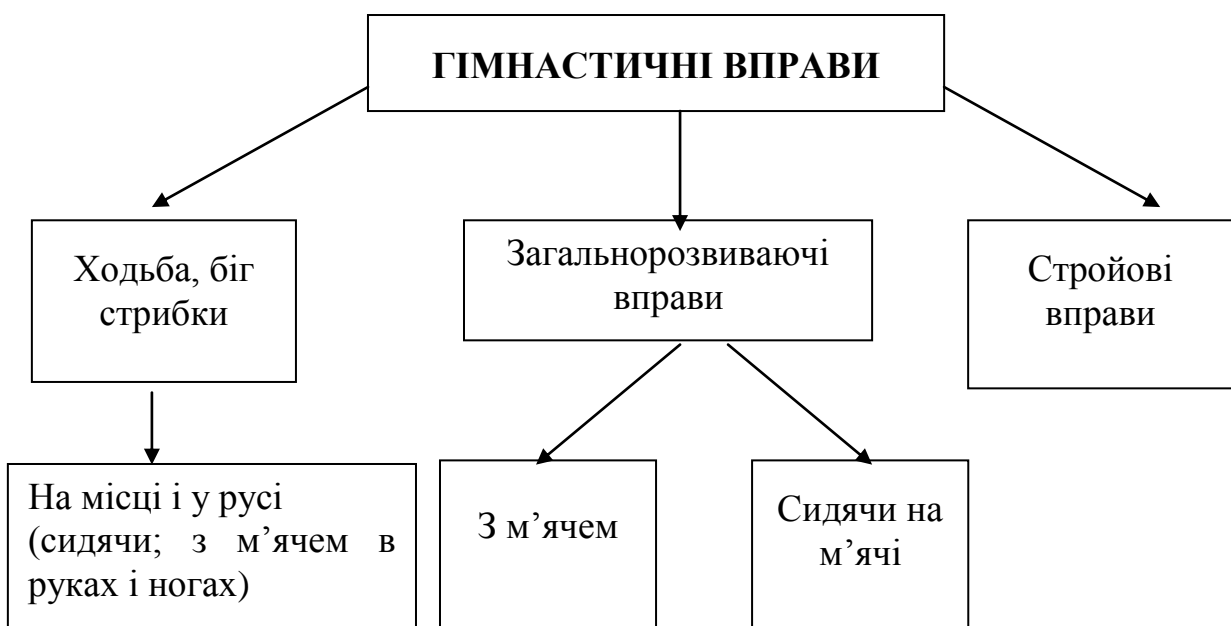 ГІМНАСТИЧНІ ВПРАВИ
Ходьба, біг
стрибки
Загальнорозвиваючі
вправи
Стройові
вправи
На місці і у русі
(сидячи; з м’ячем в
руках і ногах)
З м’ячем
Сидячи на
м’ячі